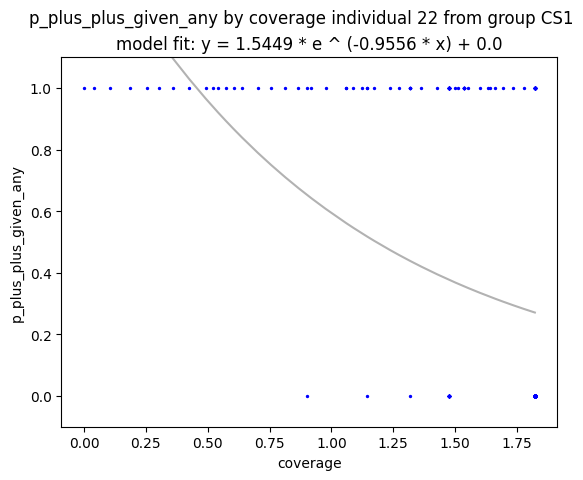 p_plus_plus_given_any by coverage individual 22 from group CS1
model fit: y = 1.5449 * e ^ (-0.9556 * x) + 0.0
1.0
0.8
0.6
0.4
0.2
0.0
p_plus_plus_given_any
0.00 0.25 0.50 0.75 1.00 1.25 1.50 1.75
coverage